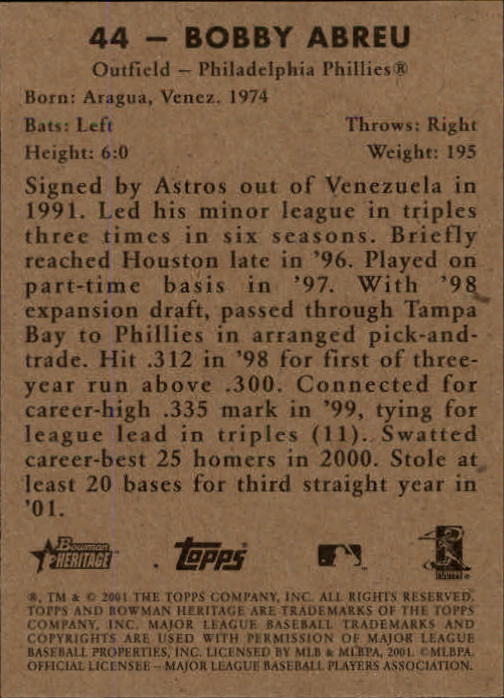 44 – BOBBY ABREU
Outfield – Philadelphia Phillies®
Born: Aragua, Venez. 1974
Bats: Left Throws: Right
Height: 6:0 Weight: 195
Signed by Astros out of Venezuela in
1991. Led his minor league in triples
three times in six seasons. Briefly
reached Houston late in '96. Played on
part-time basis in '97. With '98
expansion draft, passed through Tampa
Bay to Phillies in arranged pick-and-
trade. Hit .312 in '98 for first of three-
year run above .300. Connected for
career-high .335 mark in '99, tying for
league lead in triples (11). Swatted
career-best 25 homers in 2000. Stole at
least 20 bases for third straight year in
'01.
Bowman
HERITAGE
Topps
®, TM & © 2001 THE TOPPS COMPANY, INC. ALL RIGHTS RESERVED.
TOPPS AND BOWMAN HERITAGE ARE TRADEMARKS OF THE TOPPS
COMPANY, INC. MAJOR LEAGUE BASEBALL TRADEMARKS AND
COPYRIGHTS ARE USED WITH PERMISSION OF MAJOR LEAGUE
BASEBALL PROPERTIES, INC. LICENSED BY MLB & MLBPA, 2001. ©MLBPA.
OFFICIAL LICENSEE – MAJOR LEAGUE BASEBALL PLAYERS ASSOCIATION.